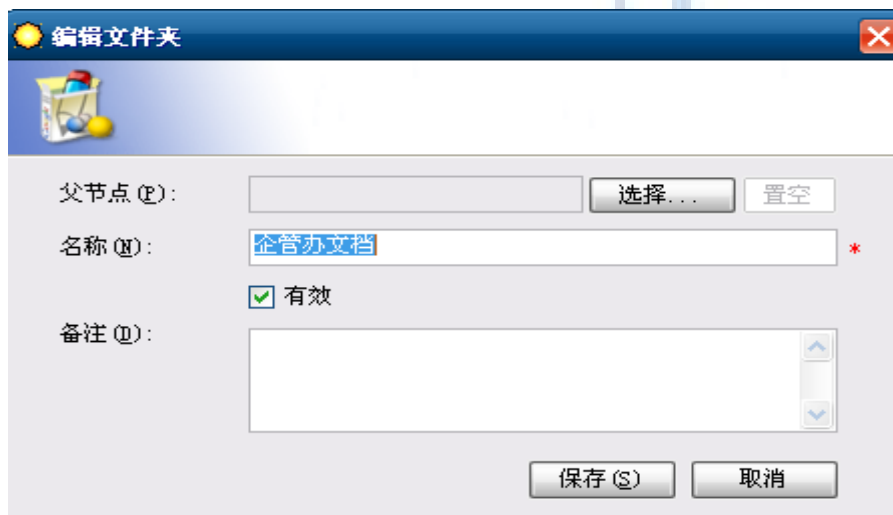 编辑文件夹
父节点(P): 选择... 置空
名称(N): 企管办文档 *
有效
备注(D):
保存(S) 取消